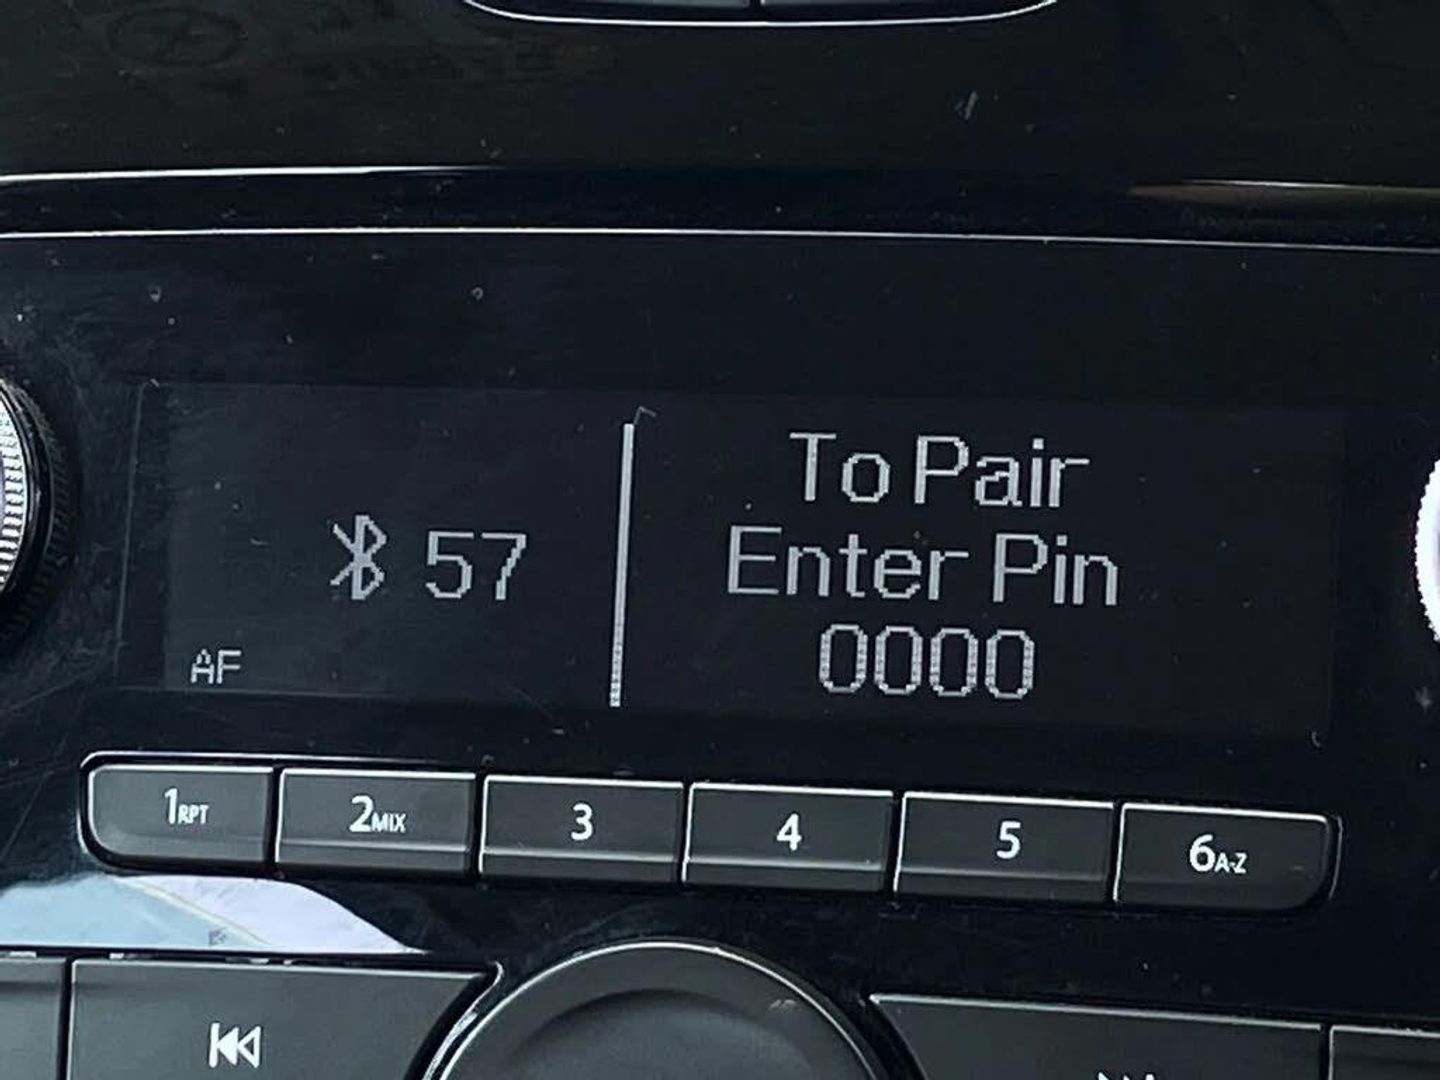 To Pair
57
Enter Pin
0000
AF
1RPT
2MIX
3
4
5
6A-Z